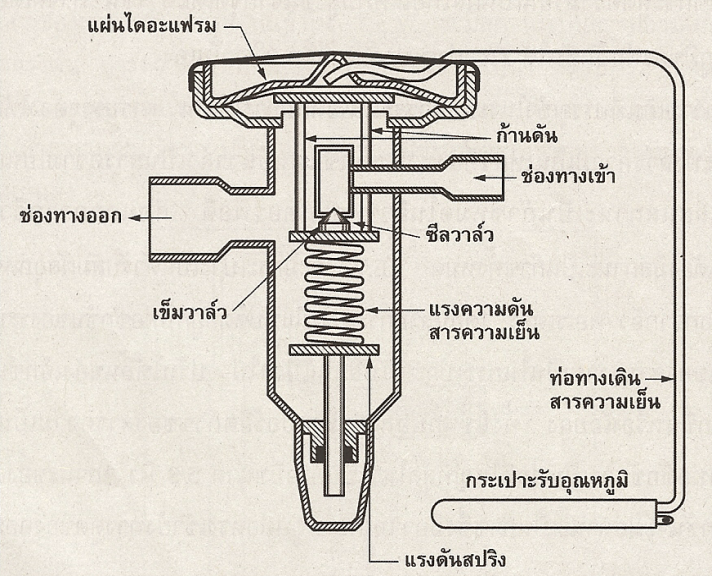 แผ่นไดอะแฟรม
ก้านดัน
ช่องทางเข้า
ช่องทางออก
ซีลวาล์ว
เข็มวาล์ว
แรงความดัน
สารความเย็น
ท่อทางเดิน
สารความเย็น
กระเปาะรับอุณหภูมิ
แรงดันสปริง